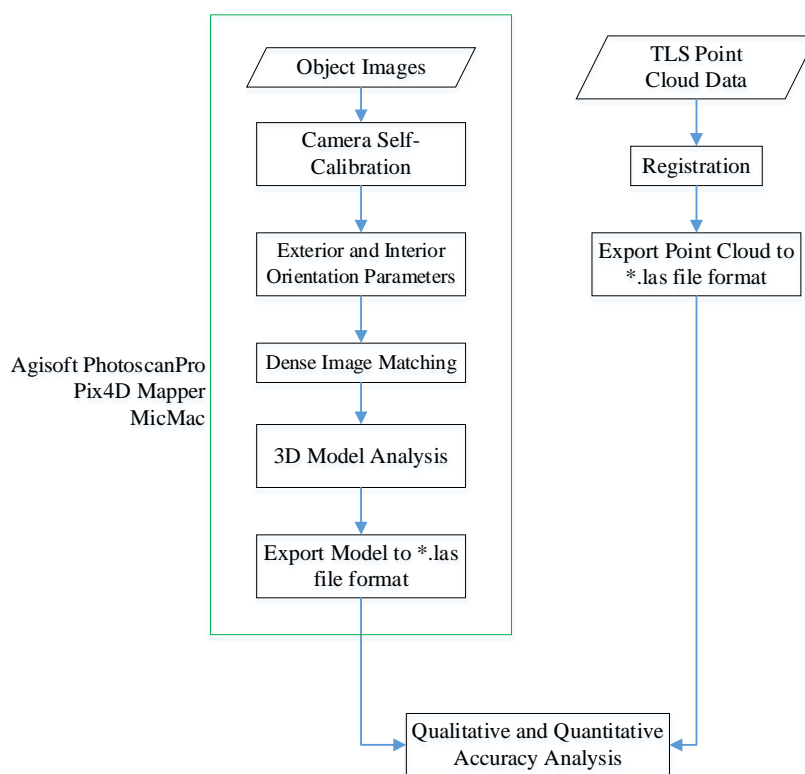 Object Images
Camera Self-
Calibration
Exterior and Interior
Orientation Parameters
Dense Image Matching
3D Model Analysis
Export Model to *.las
file format
Agisoft PhotoscanPro
Pix4D Mapper
MicMac
TLS Point
Cloud Data
Registration
Export Point Cloud to
*.las file format
Qualitative and Quantitative
Accuracy Analysis